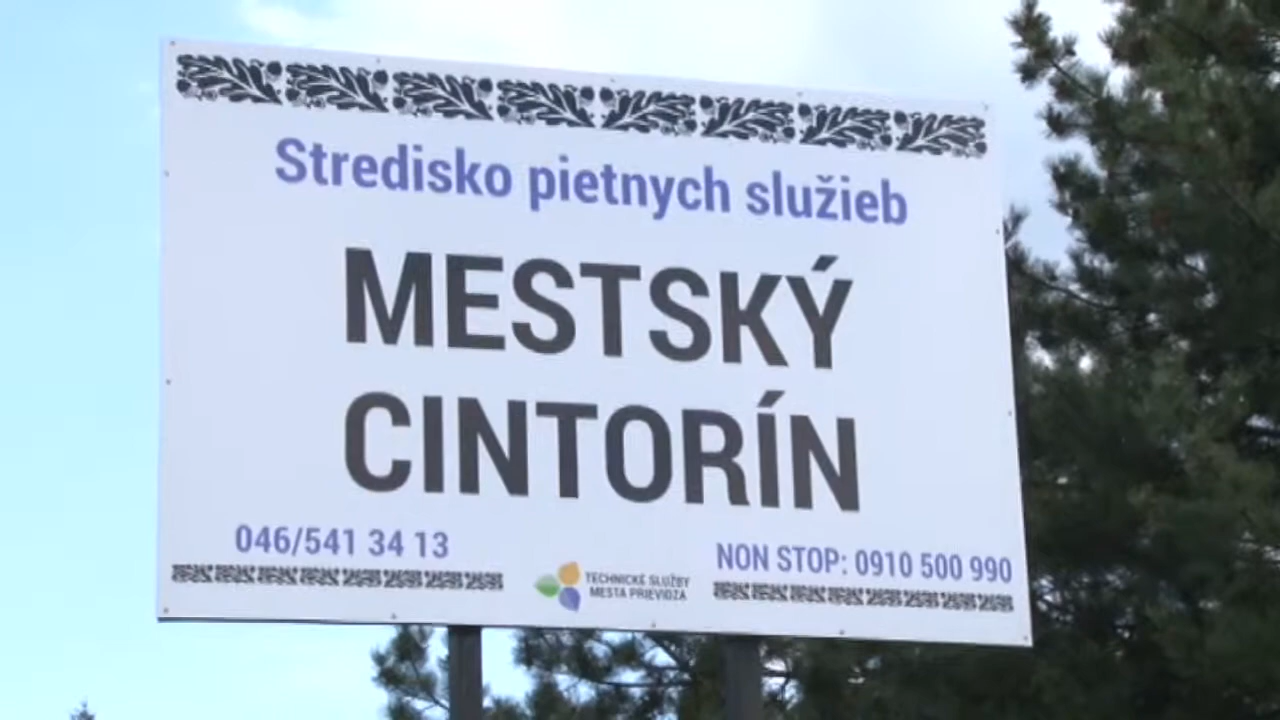 Stredisko pietnych služieb
MESTSKÝ
CINTORÍN
046/541 34 13
NON STOP: 0910 500 990
TECHNICKÉ SLUŽBY
MESTA PRIEVIDZA